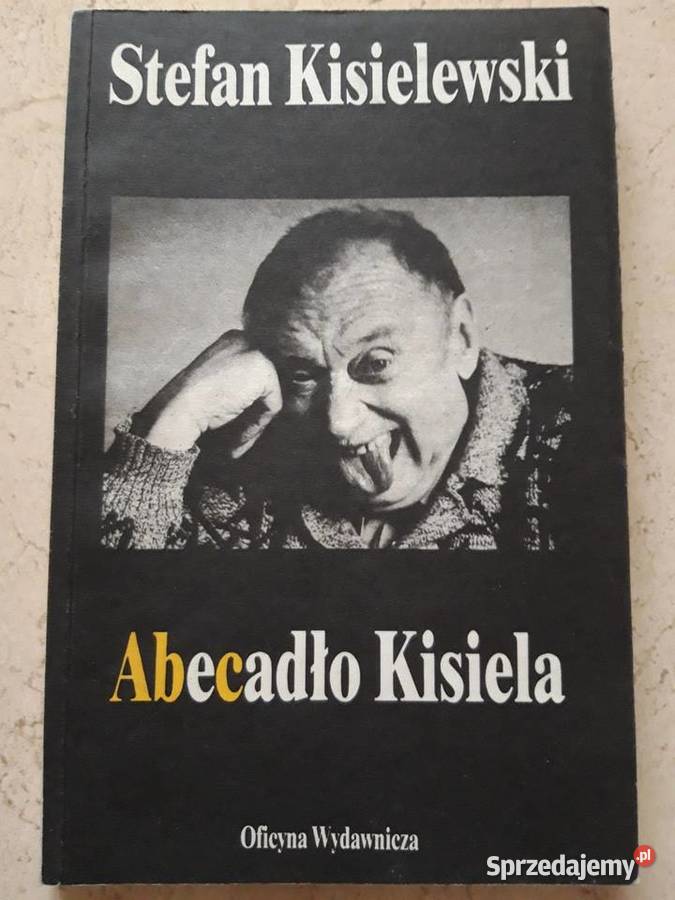 Stefan Kisielewski
Abecadło Kisiela
Oficyna Wydawnicza
Sprzedajemy.pl